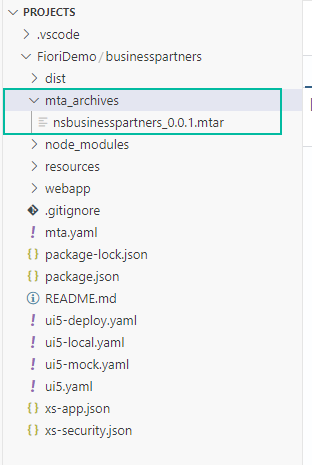 PROJECTS
.vscode
FioriDemo / businesspartners
dist
mta_archives
nsbusinesspartners_0.0.1.mtar
node_modules
resources
webapp
.gitignore
mta.yaml
package-lock.json
package.json
README.md
ui5-deploy.yaml
ui5-local.yaml
ui5-mock.yaml
ui5.yaml
xs-app.json
xs-security.json